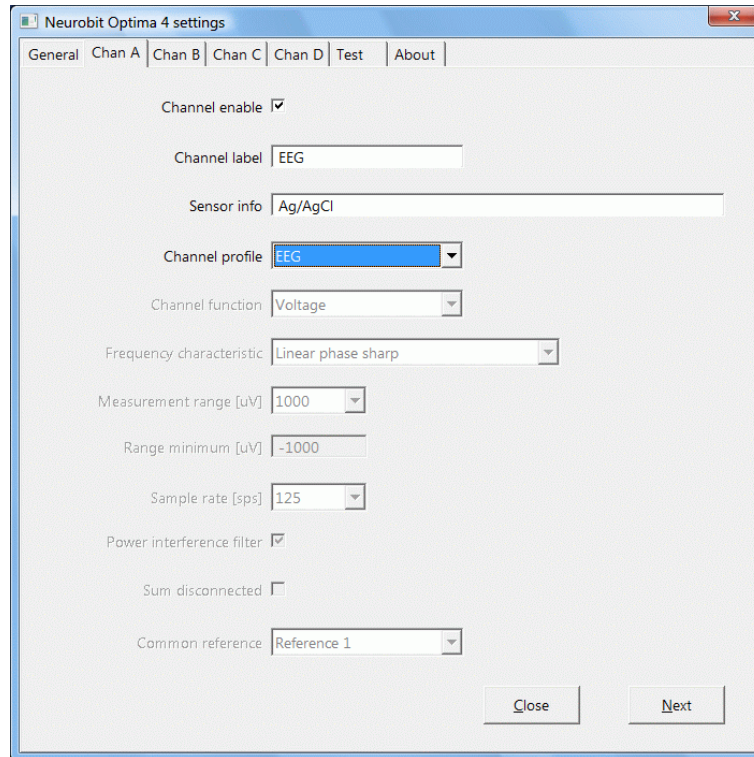 Neurobit Optima 4 settings
x
General Chan A Chan B Chan C Chan D Test About
Channel enable
Channel label EEG
Sensor info Ag/AgCl
Channel profile EEG
Channel function Voltage
Frequency characteristic Linear phase sharp
Measurement range [uV] 1000
Range minimum [uV] -1000
Sample rate [sps] 125
Power interference filter
Sum disconnected
Common reference Reference 1
Close Next